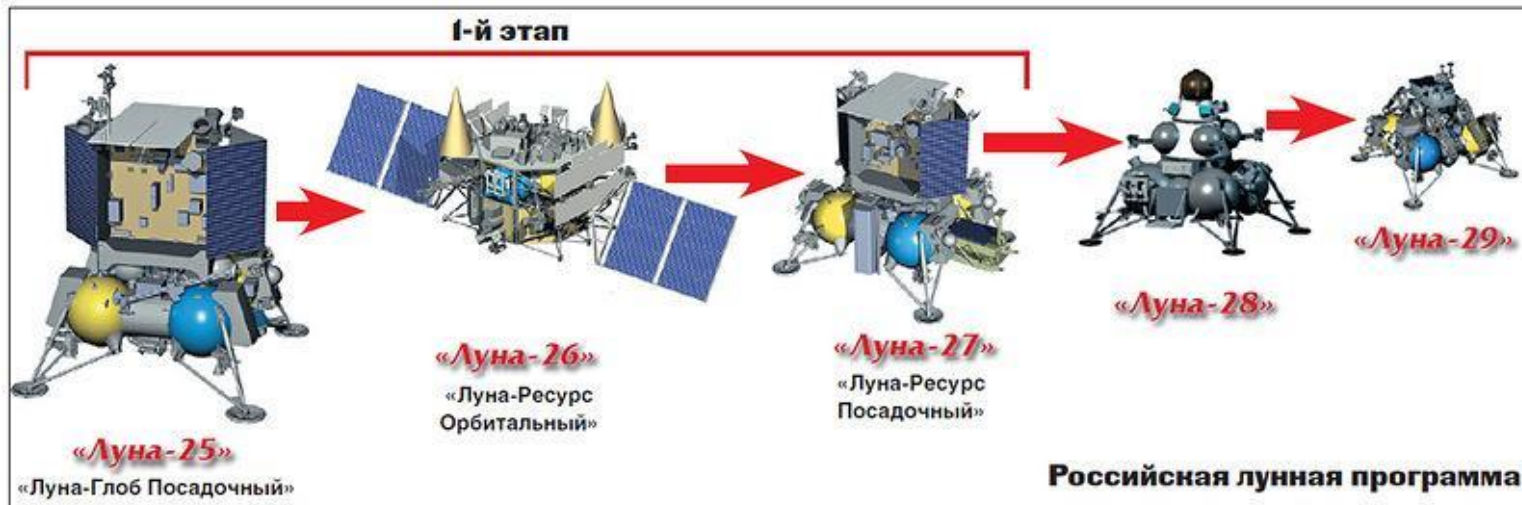 1-й этап
«Луна-25»
«Луна-Глоб Посадочный»
«Луна-26»
«Луна-Ресурс
Орбитальный»
«Луна-27»
«Луна-Ресурс
Посадочный»
«Луна-28»
«Луна-29»
Российская лунная программа